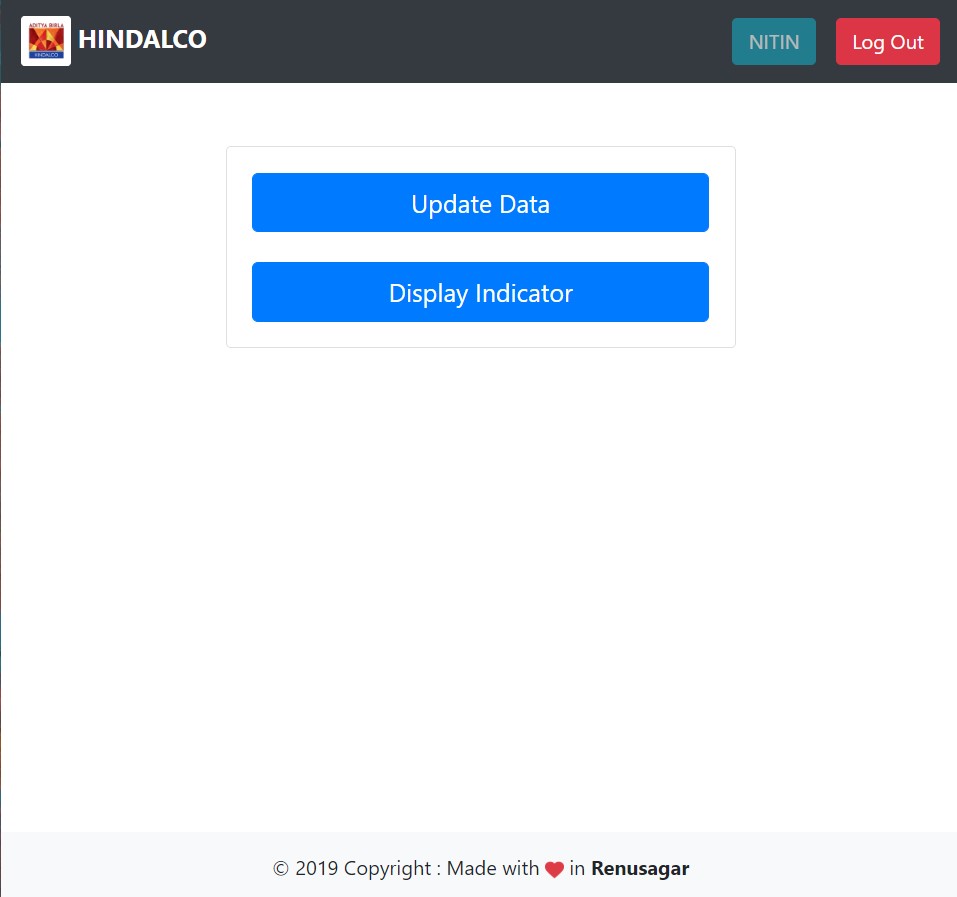 ADITYA BIRLA
HINDALCO
HINDALCO
NITIN
Log Out
Update Data
Display Indicator
© 2019 Copyright : Made with ❤ in Renusagar